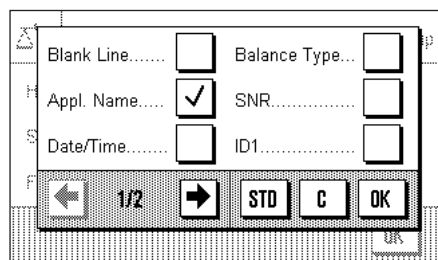 Blank Line....... Balance Type...
Appl. Name..... SNR................
Date/Time....... ID1..................
1/2 STD C OK